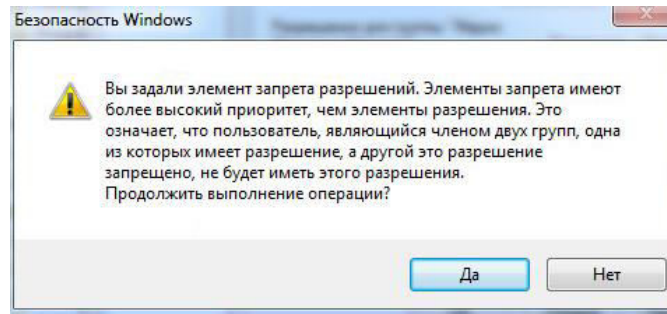 Безопасность Windows
Вы задали элемент запрета разрешений. Элементы запрета имеют
более высокий приоритет, чем элементы разрешения. Это
означает, что пользователь, являющийся членом двух групп, одна
из которых имеет разрешение, а другой это разрешение
запрещено, не будет иметь этого разрешения.
Продолжить выполнение операции?
Да
Нет